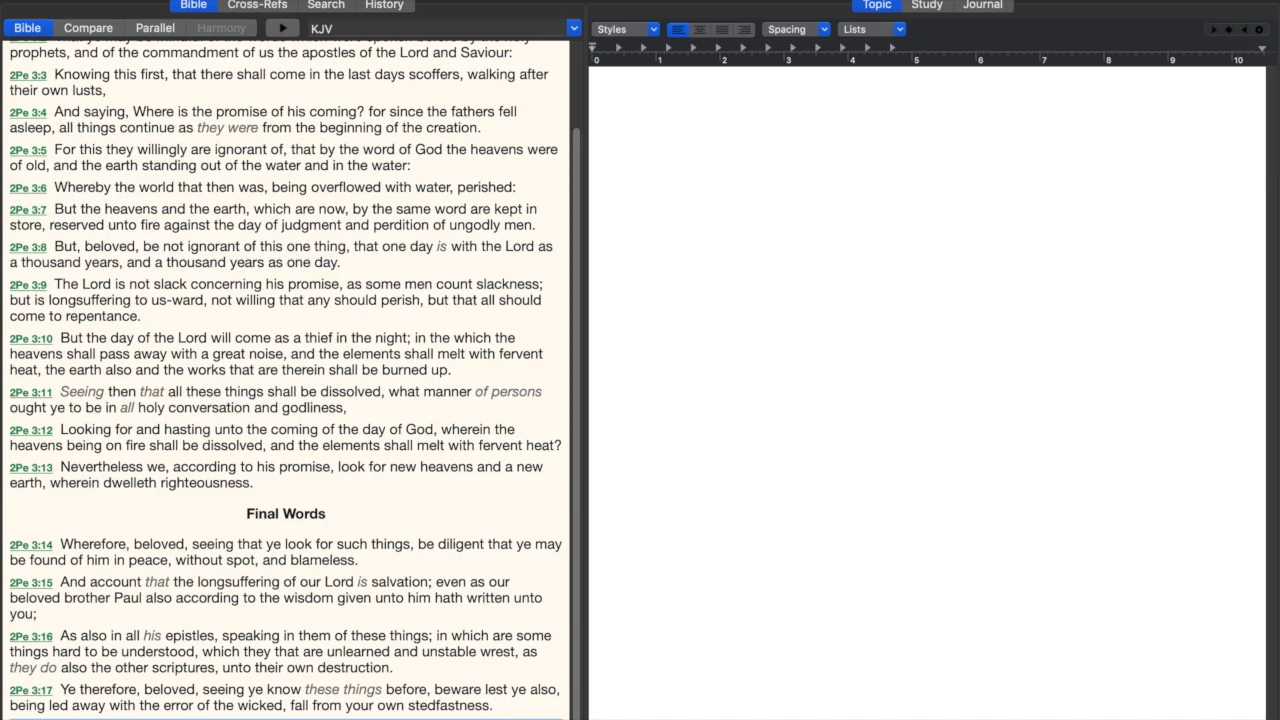 Bible Cross-Refs Search History
Topic Study Journal
Bible Compare Parallel Harmony KJV
Styles Spacing Lists
0 1 2 3 4 5 6 7 8 9 10
prophets, and of the commandment of us the apostles of the Lord and Saviour:
2Pe 3:3 Knowing this first, that there shall come in the last days scoffers, walking after
their own lusts,
2Pe 3:4 And saying, Where is the promise of his coming? for since the fathers fell
asleep, all things continue as they were from the beginning of the creation.
2Pe 3:5 For this they willingly are ignorant of, that by the word of God the heavens were
of old, and the earth standing out of the water and in the water:
2Pe 3:6 Whereby the world that then was, being overflowed with water, perished:
2Pe 3:7 But the heavens and the earth, which are now, by the same word are kept in
store, reserved unto fire against the day of judgment and perdition of ungodly men.
2Pe 3:8 But, beloved, be not ignorant of this one thing, that one day is with the Lord as
a thousand years, and a thousand years as one day.
2Pe 3:9 The Lord is not slack concerning his promise, as some men count slackness;
but is longsuffering to us-ward, not willing that any should perish, but that all should
come to repentance.
2Pe 3:10 But the day of the Lord will come as a thief in the night; in the which the
heavens shall pass away with a great noise, and the elements shall melt with fervent
heat, the earth also and the works that are therein shall be burned up.
2Pe 3:11 Seeing then that all these things shall be dissolved, what manner of persons
ought ye to be in all holy conversation and godliness,
2Pe 3:12 Looking for and hasting unto the coming of the day of God, wherein the
heavens being on fire shall be dissolved, and the elements shall melt with fervent heat?
2Pe 3:13 Nevertheless we, according to his promise, look for new heavens and a new
earth, wherein dwelleth righteousness.
Final Words
2Pe 3:14 Wherefore, beloved, seeing that ye look for such things, be diligent that ye may
be found of him in peace, without spot, and blameless.
2Pe 3:15 And account that the longsuffering of our Lord is salvation; even as our
beloved brother Paul also according to the wisdom given unto him hath written unto
you;
2Pe 3:16 As also in all his epistles, speaking in them of these things; in which are some
things hard to be understood, which they that are unlearned and unstable wrest, as
they do also the other scriptures, unto their own destruction.
2Pe 3:17 Ye therefore, beloved, seeing ye know these things before, beware lest ye also,
being led away with the error of the wicked, fall from your own stedfastness.